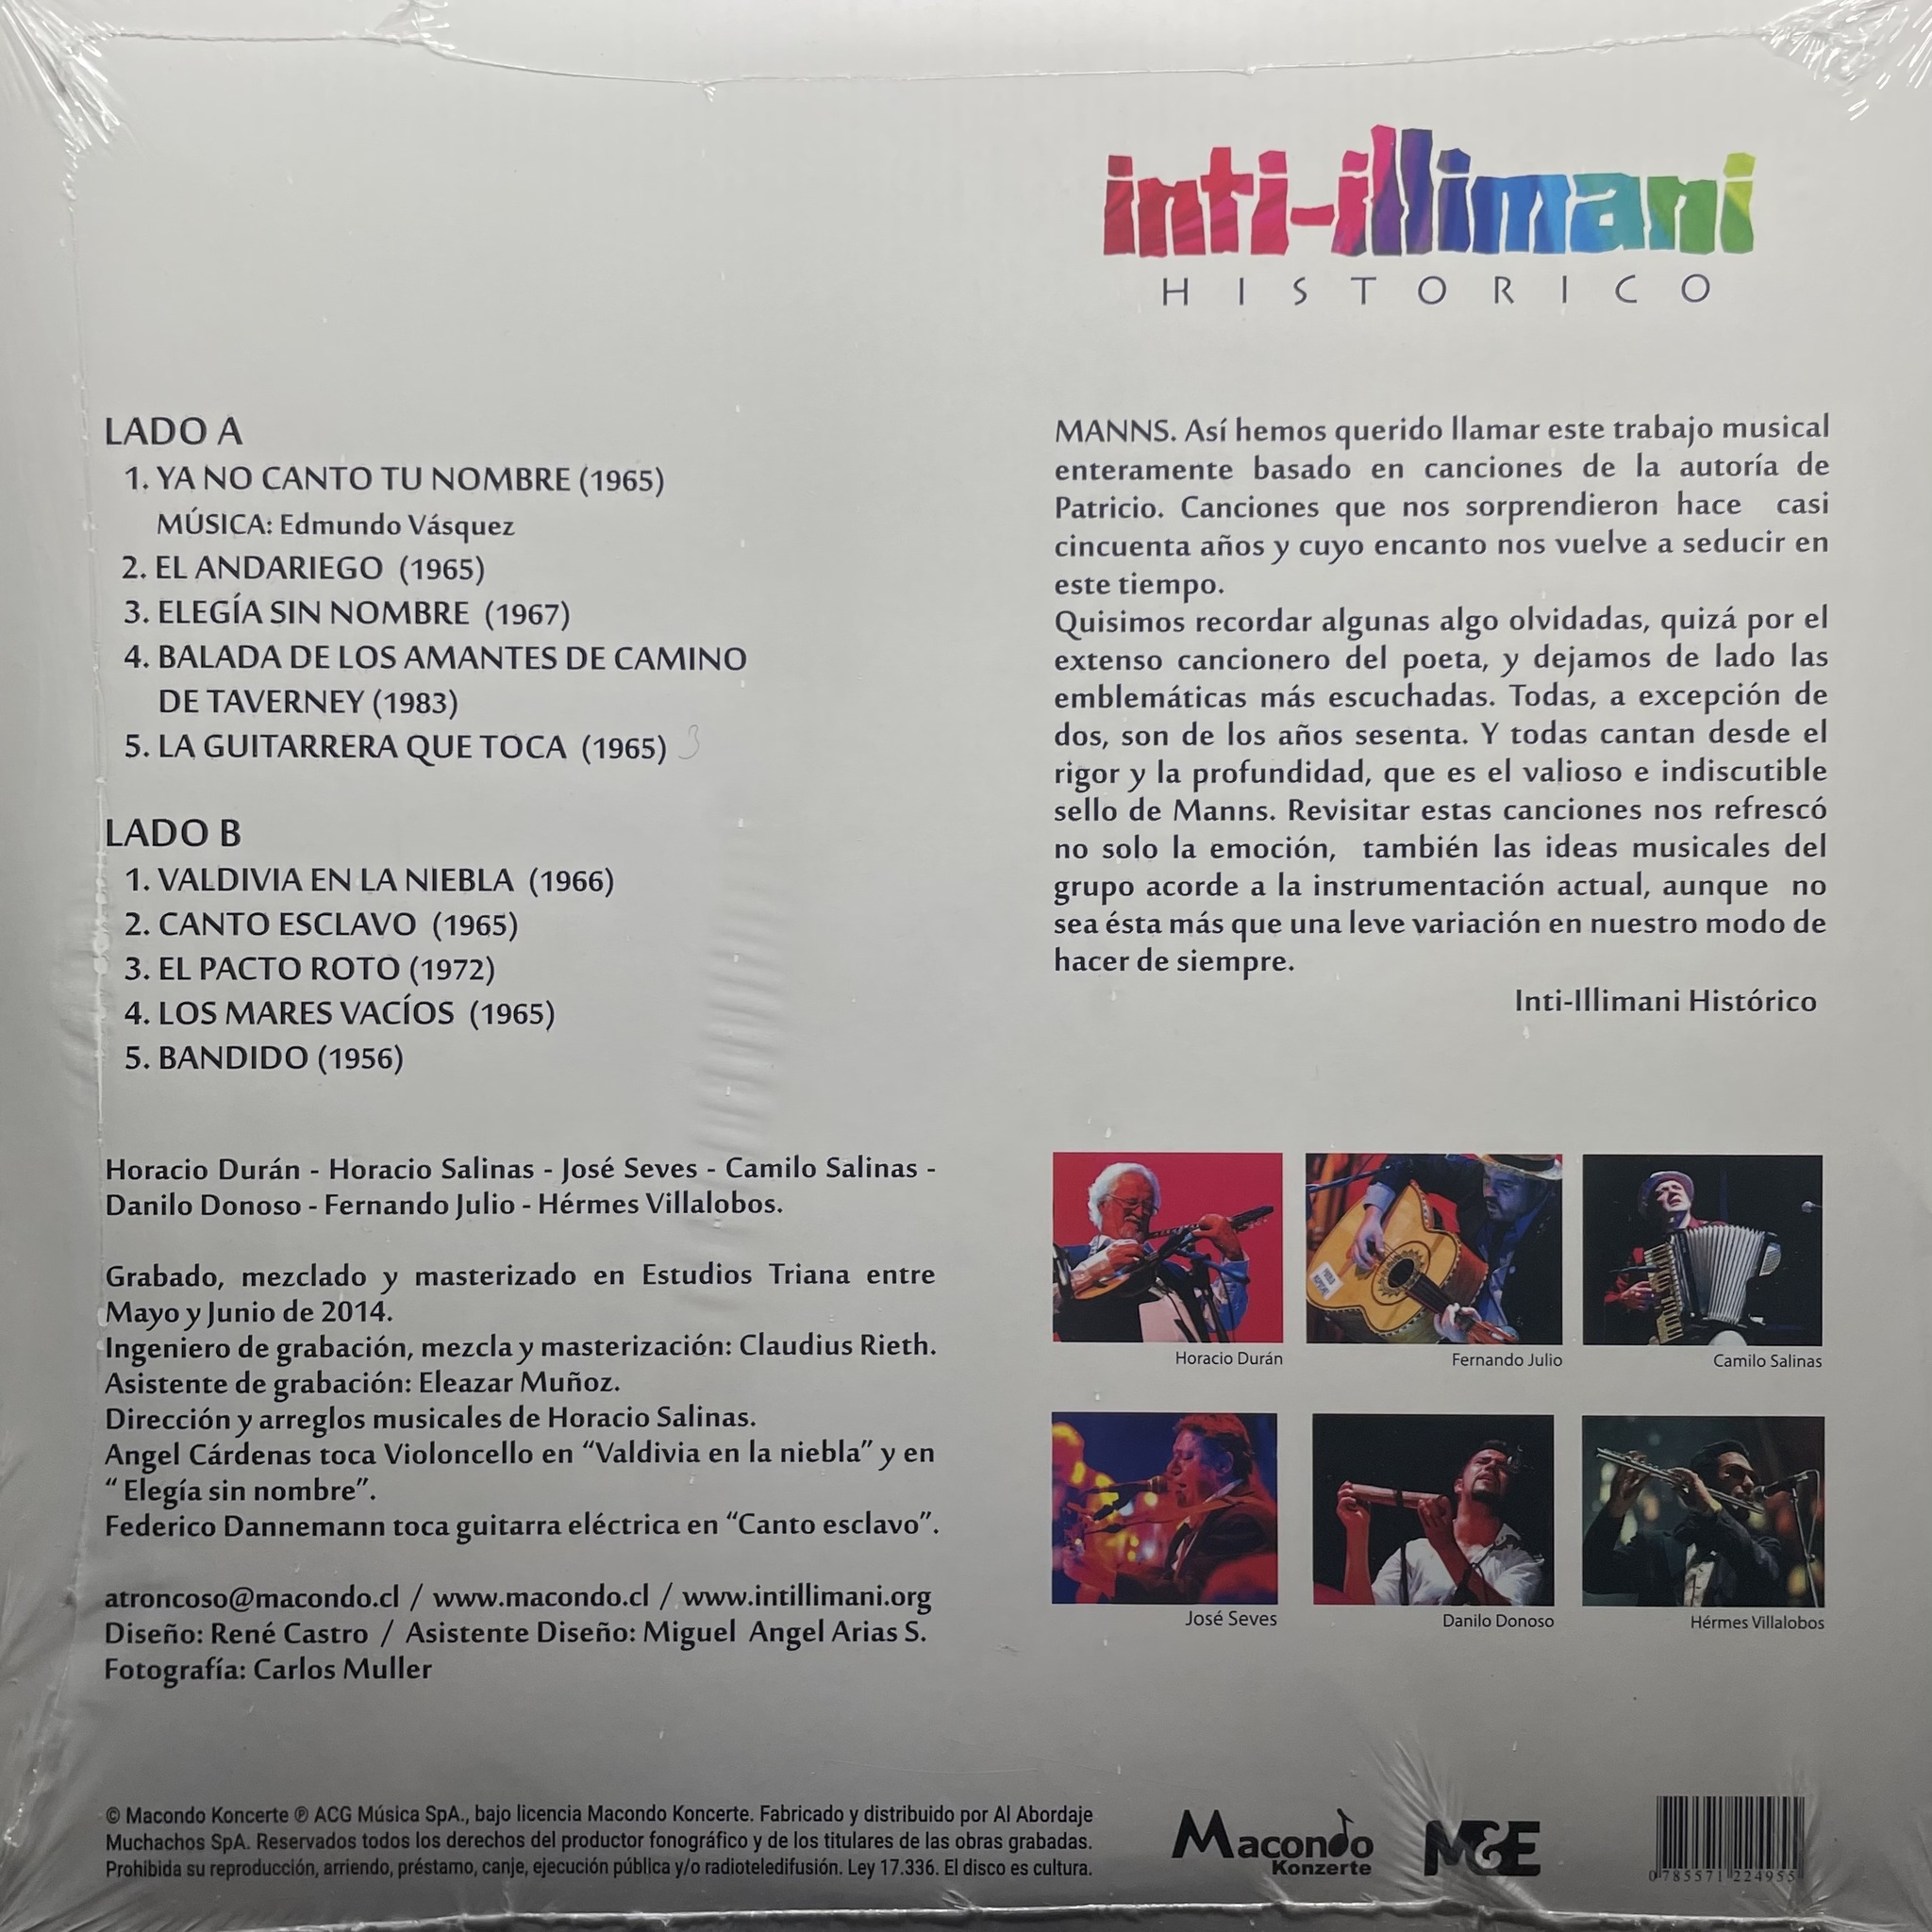 inti-illimani
HISTORICO
LADO A
1. YA NO CANTO TU NOMBRE (1965)
MÚSICA: Edmundo Vásquez
2. EL ANDARIEGO (1965)
3. ELEGÍA SIN NOMBRE (1967)
4. BALADA DE LOS AMANTES DE CAMINO
DE TAVERNEY (1983)
5. LA GUITARRERA QUE TOCA (1965)
LADO B
1. VALDIVIA EN LA NIEBLA (1966)
2. CANTO ESCLAVO (1965)
3. EL PACTO ROTO (1972)
4. LOS MARES VACÍOS (1965)
5. BANDIDO (1956)
Horacio Durán - Horacio Salinas - José Seves - Camilo Salinas -
Danilo Donoso - Fernando Julio - Hérmes Villalobos.
Grabado, mezclado y masterizado en Estudios Triana entre
Mayo y Junio de 2014.
Ingeniero de grabación, mezcla y masterización: Claudius Rieth.
Asistente de grabación: Eleazar Muñoz.
Dirección y arreglos musicales de Horacio Salinas.
Angel Cárdenas toca Violoncello en “Valdivia en la niebla” y en
“ Elegía sin nombre”.
Federico Dannemann toca guitarra eléctrica en “Canto esclavo”.
atroncoso@macondo.cl / www.macondo.cl / www.intillimani.org
Diseño: René Castro / Asistente Diseño: Miguel Angel Arias S.
Fotografía: Carlos Muller
MANNS. Así hemos querido llamar este trabajo musical
enteramente basado en canciones de la autoría de
Patricio. Canciones que nos sorprendieron hace casi
cincuenta años y cuyo encanto nos vuelve a seducir en
este tiempo.
Quisimos recordar algunas algo olvidadas, quizá por el
extenso cancionero del poeta, y dejamos de lado las
emblemáticas más escuchadas. Todas, a excepción de
dos, son de los años sesenta. Y todas cantan desde el
rigor y la profundidad, que es el valioso e indiscutible
sello de Manns. Revisitar estas canciones nos refrescó
no solo la emoción, también las ideas musicales del
grupo acorde a la instrumentación actual, aunque no
sea ésta más que una leve variación en nuestro modo de
hacer de siempre.
Inti-Illimani Histórico
Horacio Durán
Fernando Julio
Camilo Salinas
José Seves
Danilo Donoso
Hérmes Villalobos
© Macondo Koncerte ℗ ACG Música SpA., bajo licencia Macondo Koncerte. Fabricado y distribuido por Al Abordaje
Muchachos SpA. Reservados todos los derechos del productor fonográfico y de los titulares de las obras grabadas.
Prohibida su reproducción, arriendo, préstamo, canje, ejecución pública y/o radioteledifusión. Ley 17.336. El disco es cultura.
Macondo
Konzerte
M&E
0 785571 224955